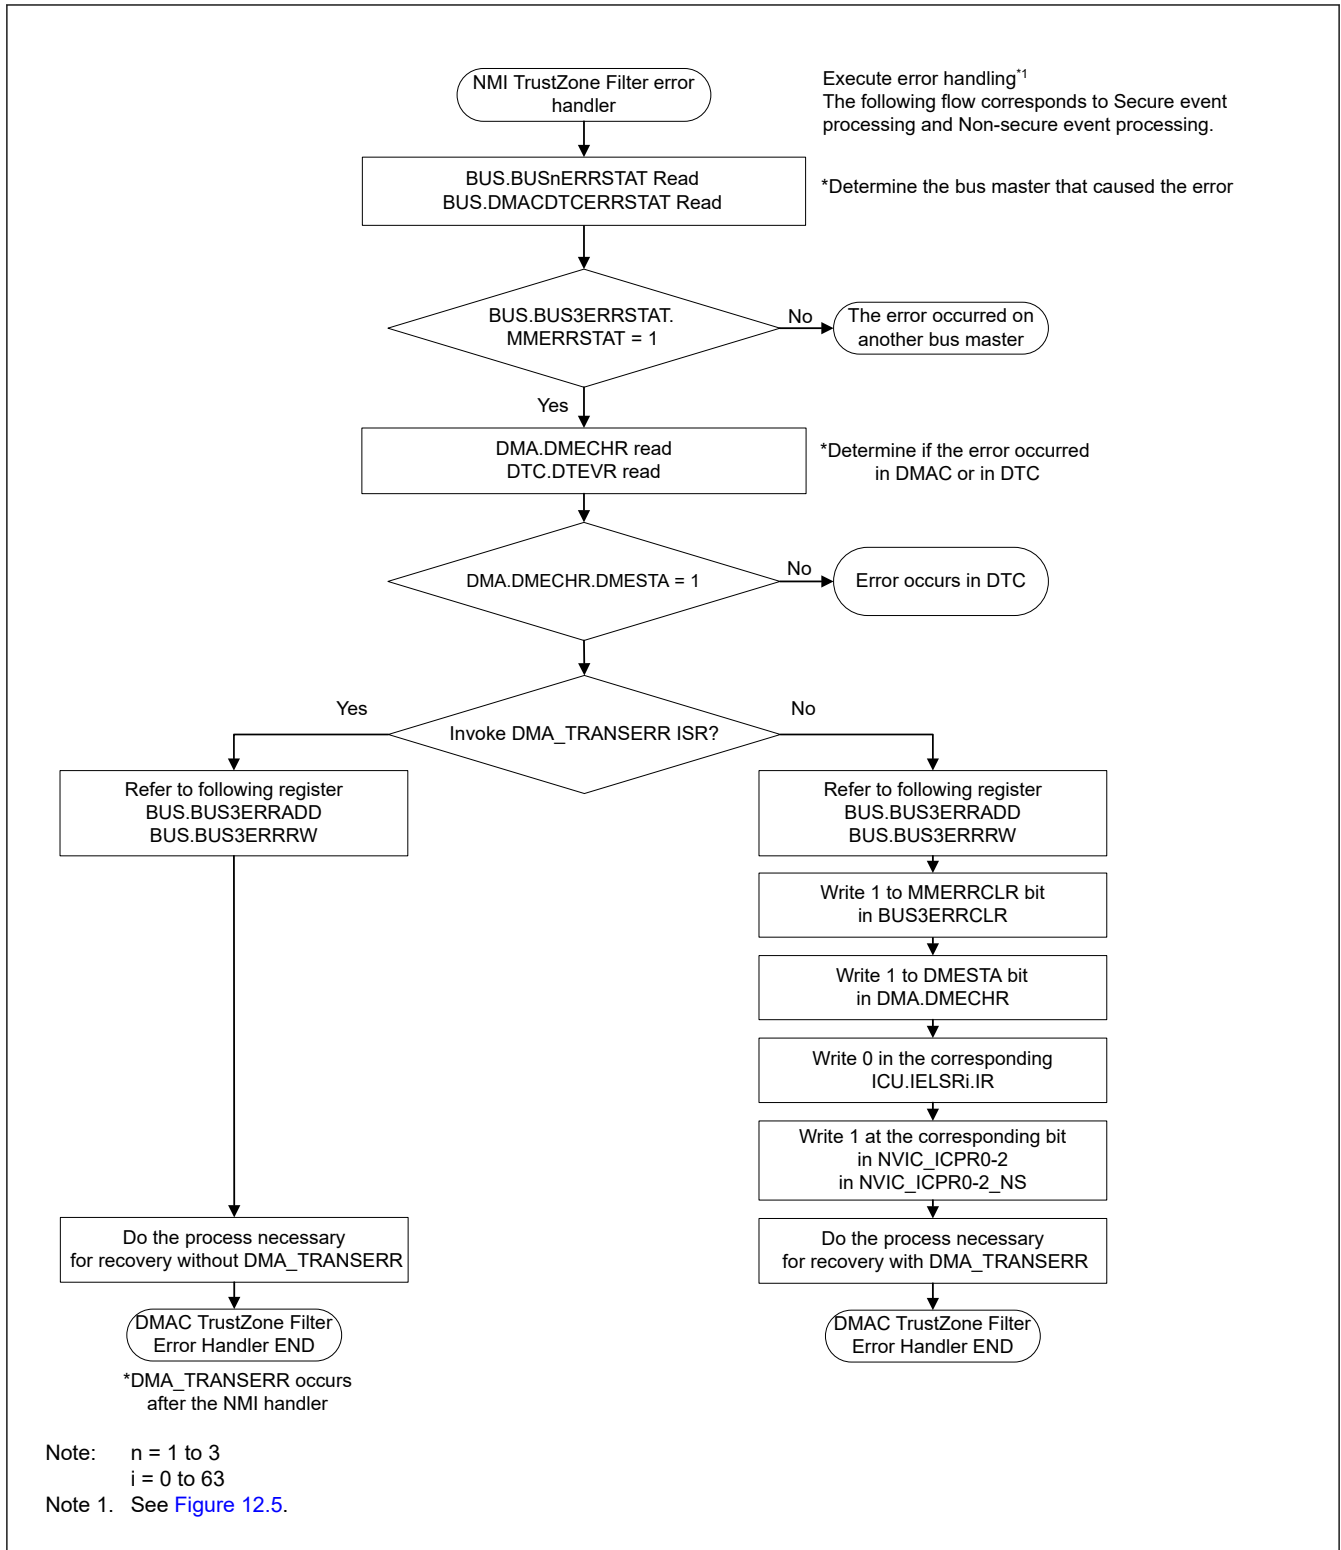 NMI TrustZone Filter error
handler
Execute error handling*1
The following flow corresponds to Secure event
processing and Non-secure event processing.
BUS.BUSnERRSTAT Read
BUS.DMACDTCERRSTAT Read
*Determine the bus master that caused the error
BUS.BUS3ERRSTAT.
MMERRSTAT = 1
No
The error occurred on
another bus master
Yes
DMA.DMECHR read
DTC.DTEVR read
*Determine if the error occurred
in DMAC or in DTC
DMA.DMECHR.DMESTA = 1
No
Error occurs in DTC
Invoke DMA_TRANSERR ISR?
Yes
No
Refer to following register
BUS.BUS3ERRADD
BUS.BUS3ERRRW
Refer to following register
BUS.BUS3ERRADD
BUS.BUS3ERRRW
Write 1 to MMERRCLR bit
in BUS3ERRCLR
Write 1 to DMESTA bit
in DMA.DMECHR
Write 0 in the corresponding
ICU.IELSRi.IR
Write 1 at the corresponding bit
in NVIC_ICPR0-2
in NVIC_ICPR0-2_NS
Do the process necessary
for recovery without DMA_TRANSERR
Do the process necessary
for recovery with DMA_TRANSERR
DMAC TrustZone Filter
Error Handler END
DMAC TrustZone Filter
Error Handler END
*DMA_TRANSERR occurs
after the NMI handler
Note: n = 1 to 3
i = 0 to 63
Note 1. See Figure 12.5.